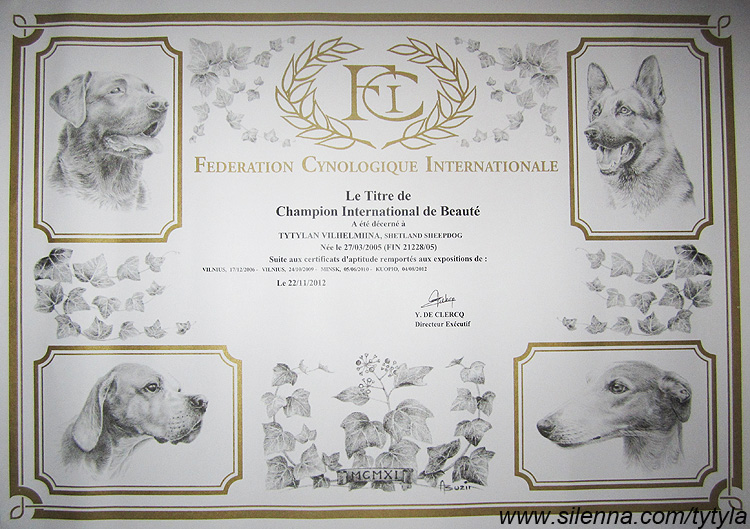 FCI
FEDERATION CYNOLOGIQUE INTERNATIONALE
Le Titre de
Champion International de Beauté
A été décerné à
TYTYLAN VILHELMIINA, SHETLAND SHEEPDOG
Née le 27/03/2005 (FIN 21228/05)
Suite aux certificats d'aptitude remportés aux expositions de :
VILNIUS, 17/12/2006 - VILNIUS, 24/10/2009 - MINSK, 05/06/2010 - KUOPIO, 04/08/2012
Le 22/11/2012
Y. DE CLERCQ
Directeur Exécutif
MCMXI
www.silenna.com/tytyla